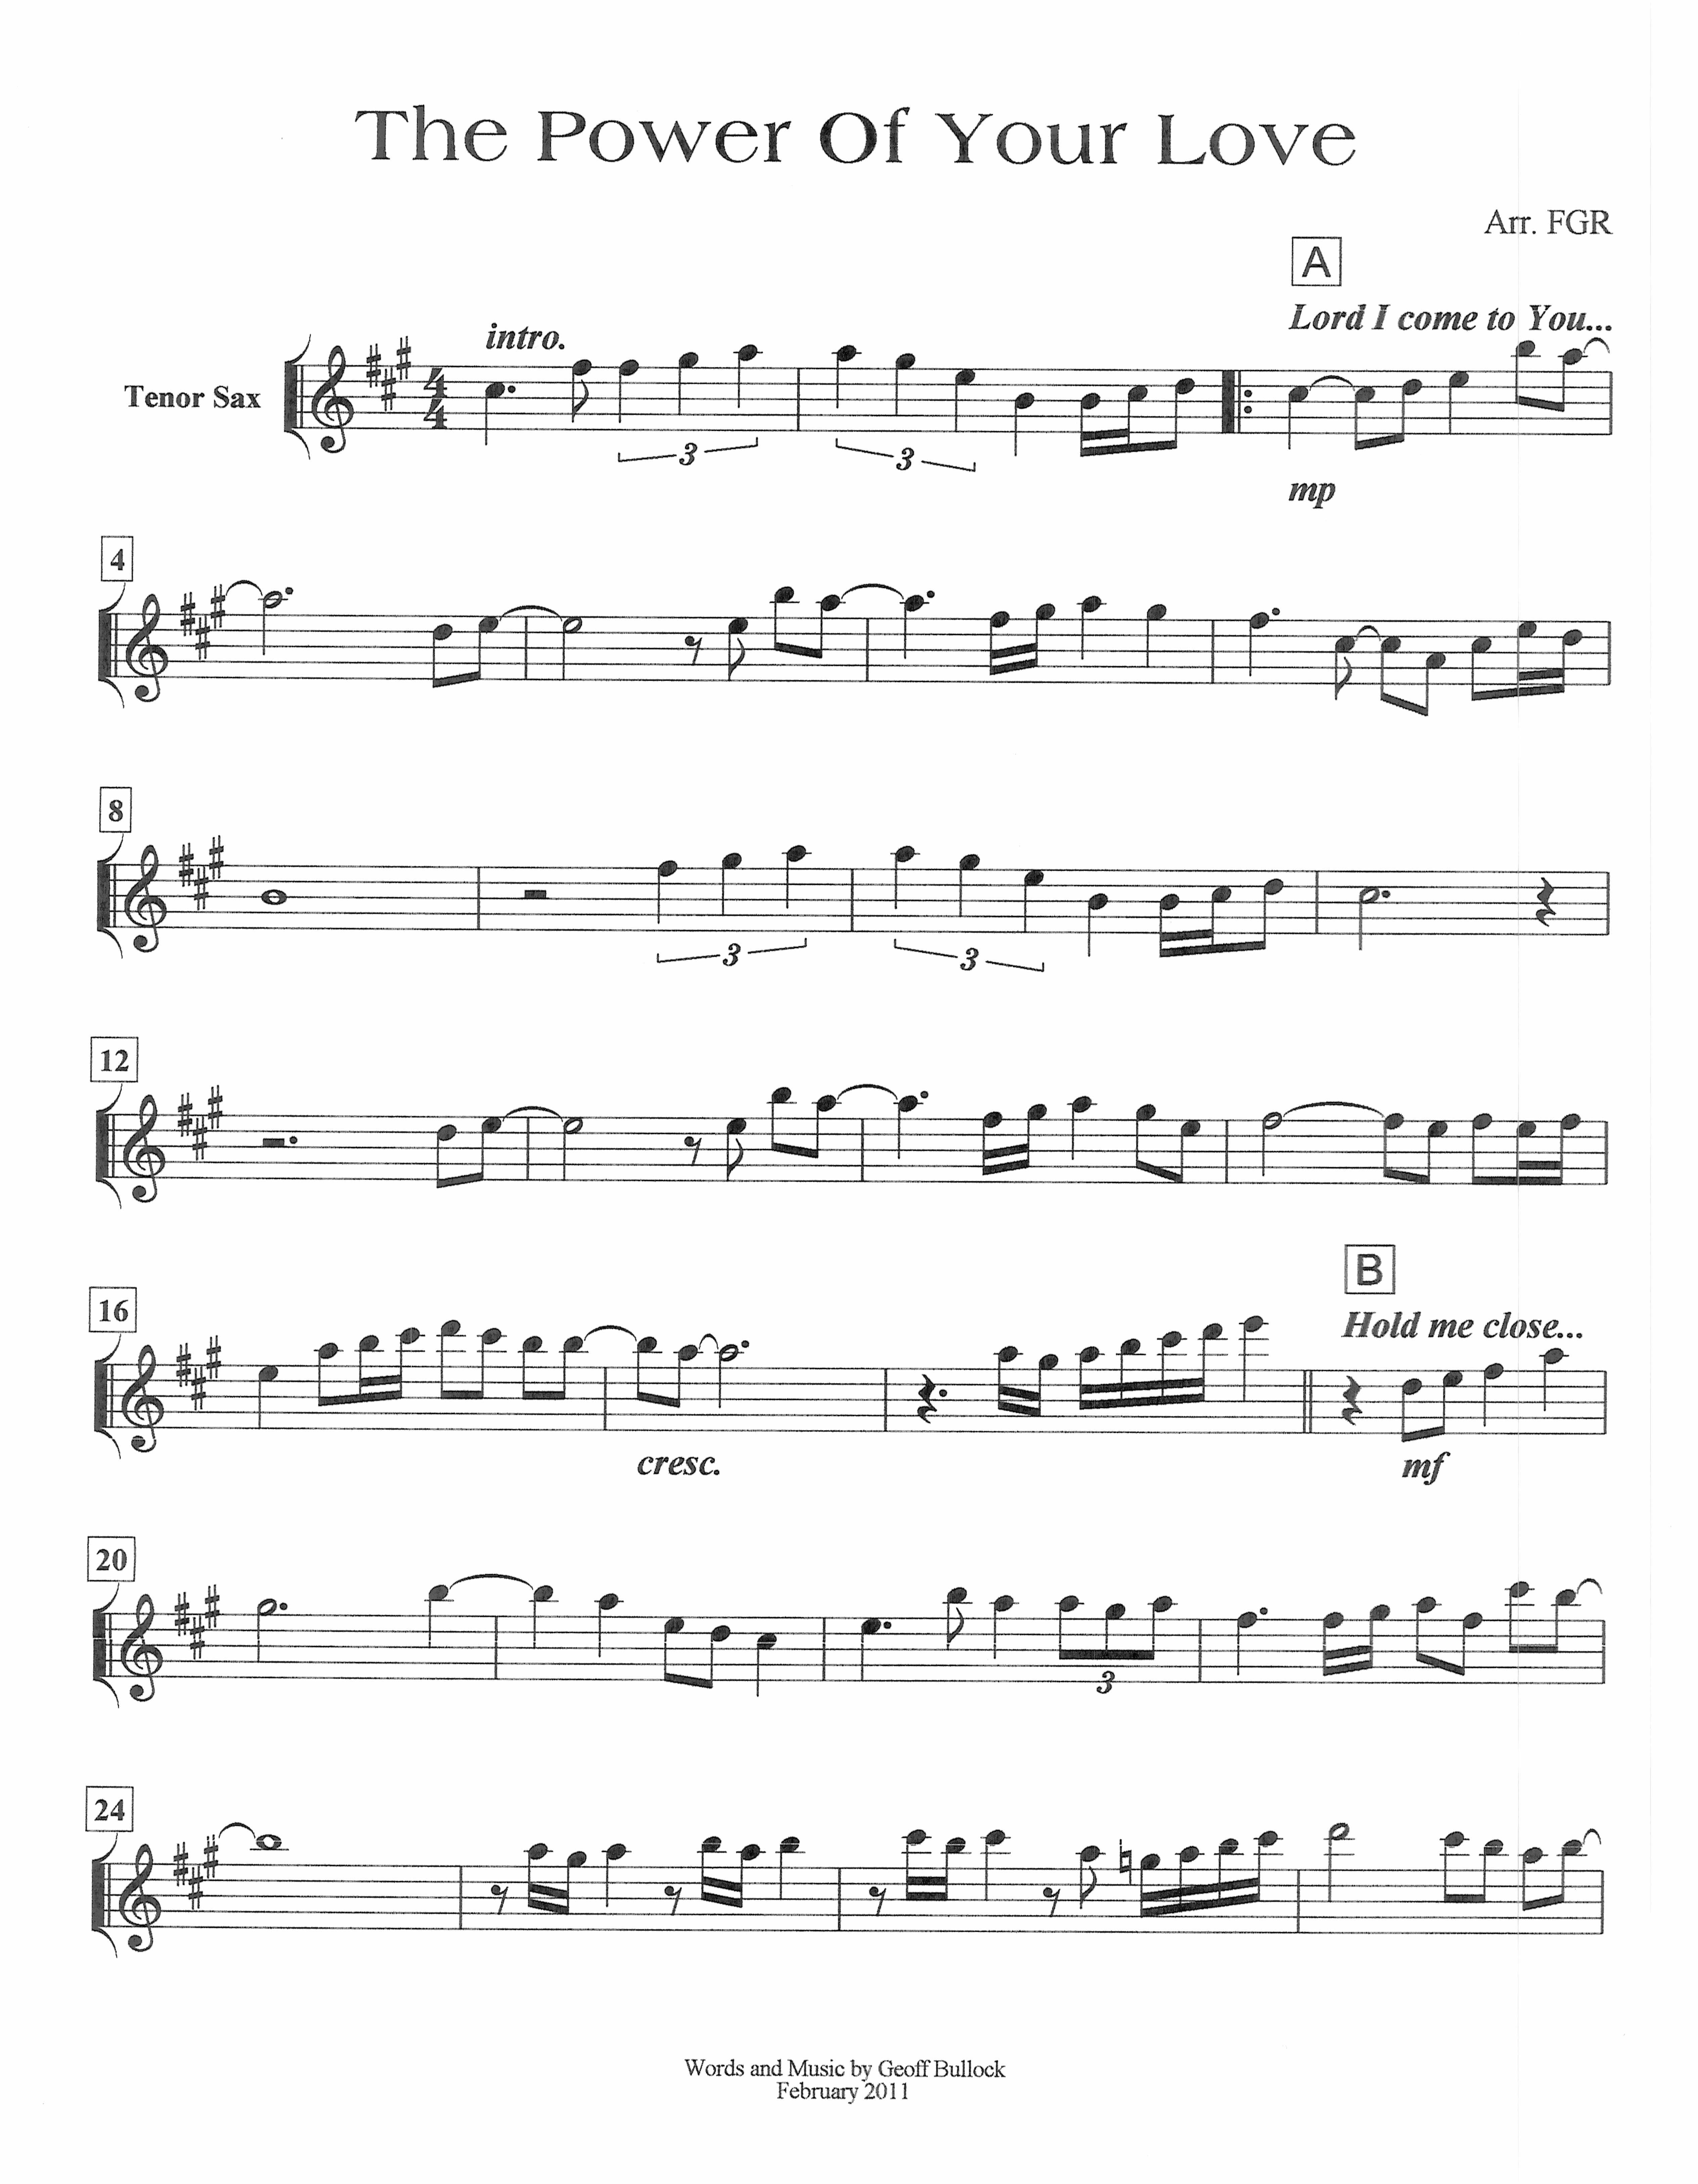 The Power Of Your Love
Arr. FGR
A
Lord I come to You...
intro.
Tenor Sax
4
4
3
3
mp
4
8
3
3
12
16
B
Hold me close...
cresc.
mf
20
3
24
Words and Music by Geoff Bullock
February 2011